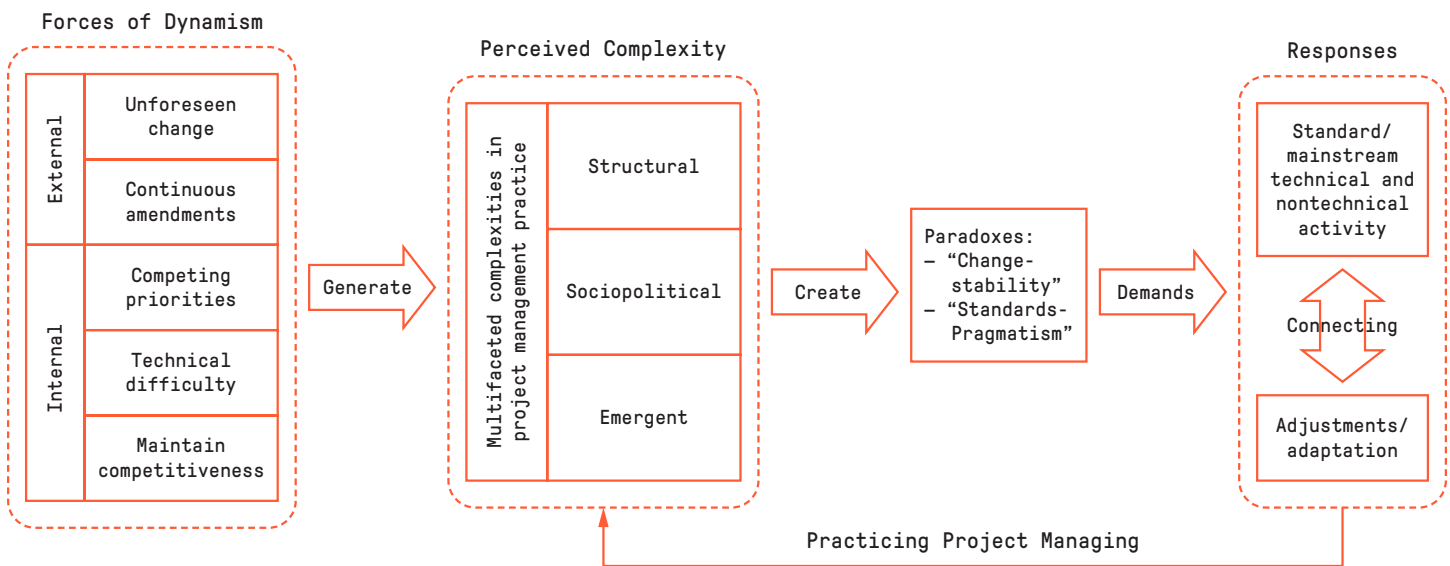 Forces of Dynamism
External
Unforeseen
change
Continuous
amendments
Internal
Competing
priorities
Technical
difficulty
Maintain
competitiveness
Generate
Perceived Complexity
Multifaceted complexities in
project management practice
Structural
Sociopolitical
Emergent
Create
Paradoxes:
– “Change-
stability”
– “Standards-
Pragmatism”
Demands
Responses
Standard/
mainstream
technical and
nontechnical
activity
Connecting
Adjustments/
adaptation
Practicing Project Managing